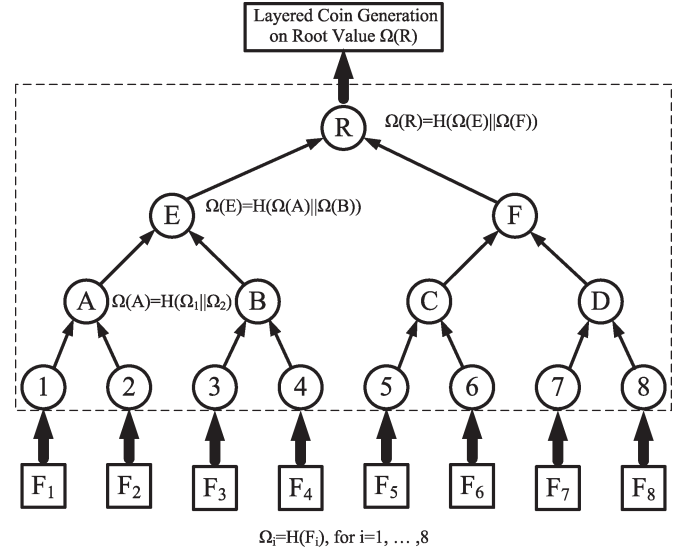 Layered Coin Generation
on Root Value Ω(R)
R
Ω(R)=H(Ω(E)||Ω(F))
E
Ω(E)=H(Ω(A)||Ω(B))
F
A
Ω(A)=H(Ω₁||Ω₂)
B
C
D
1
2
3
4
5
6
7
8
F₁
F₂
F₃
F₄
F₅
F₆
F₇
F₈
Ωᵢ=H(Fᵢ), for i=1, … ,8